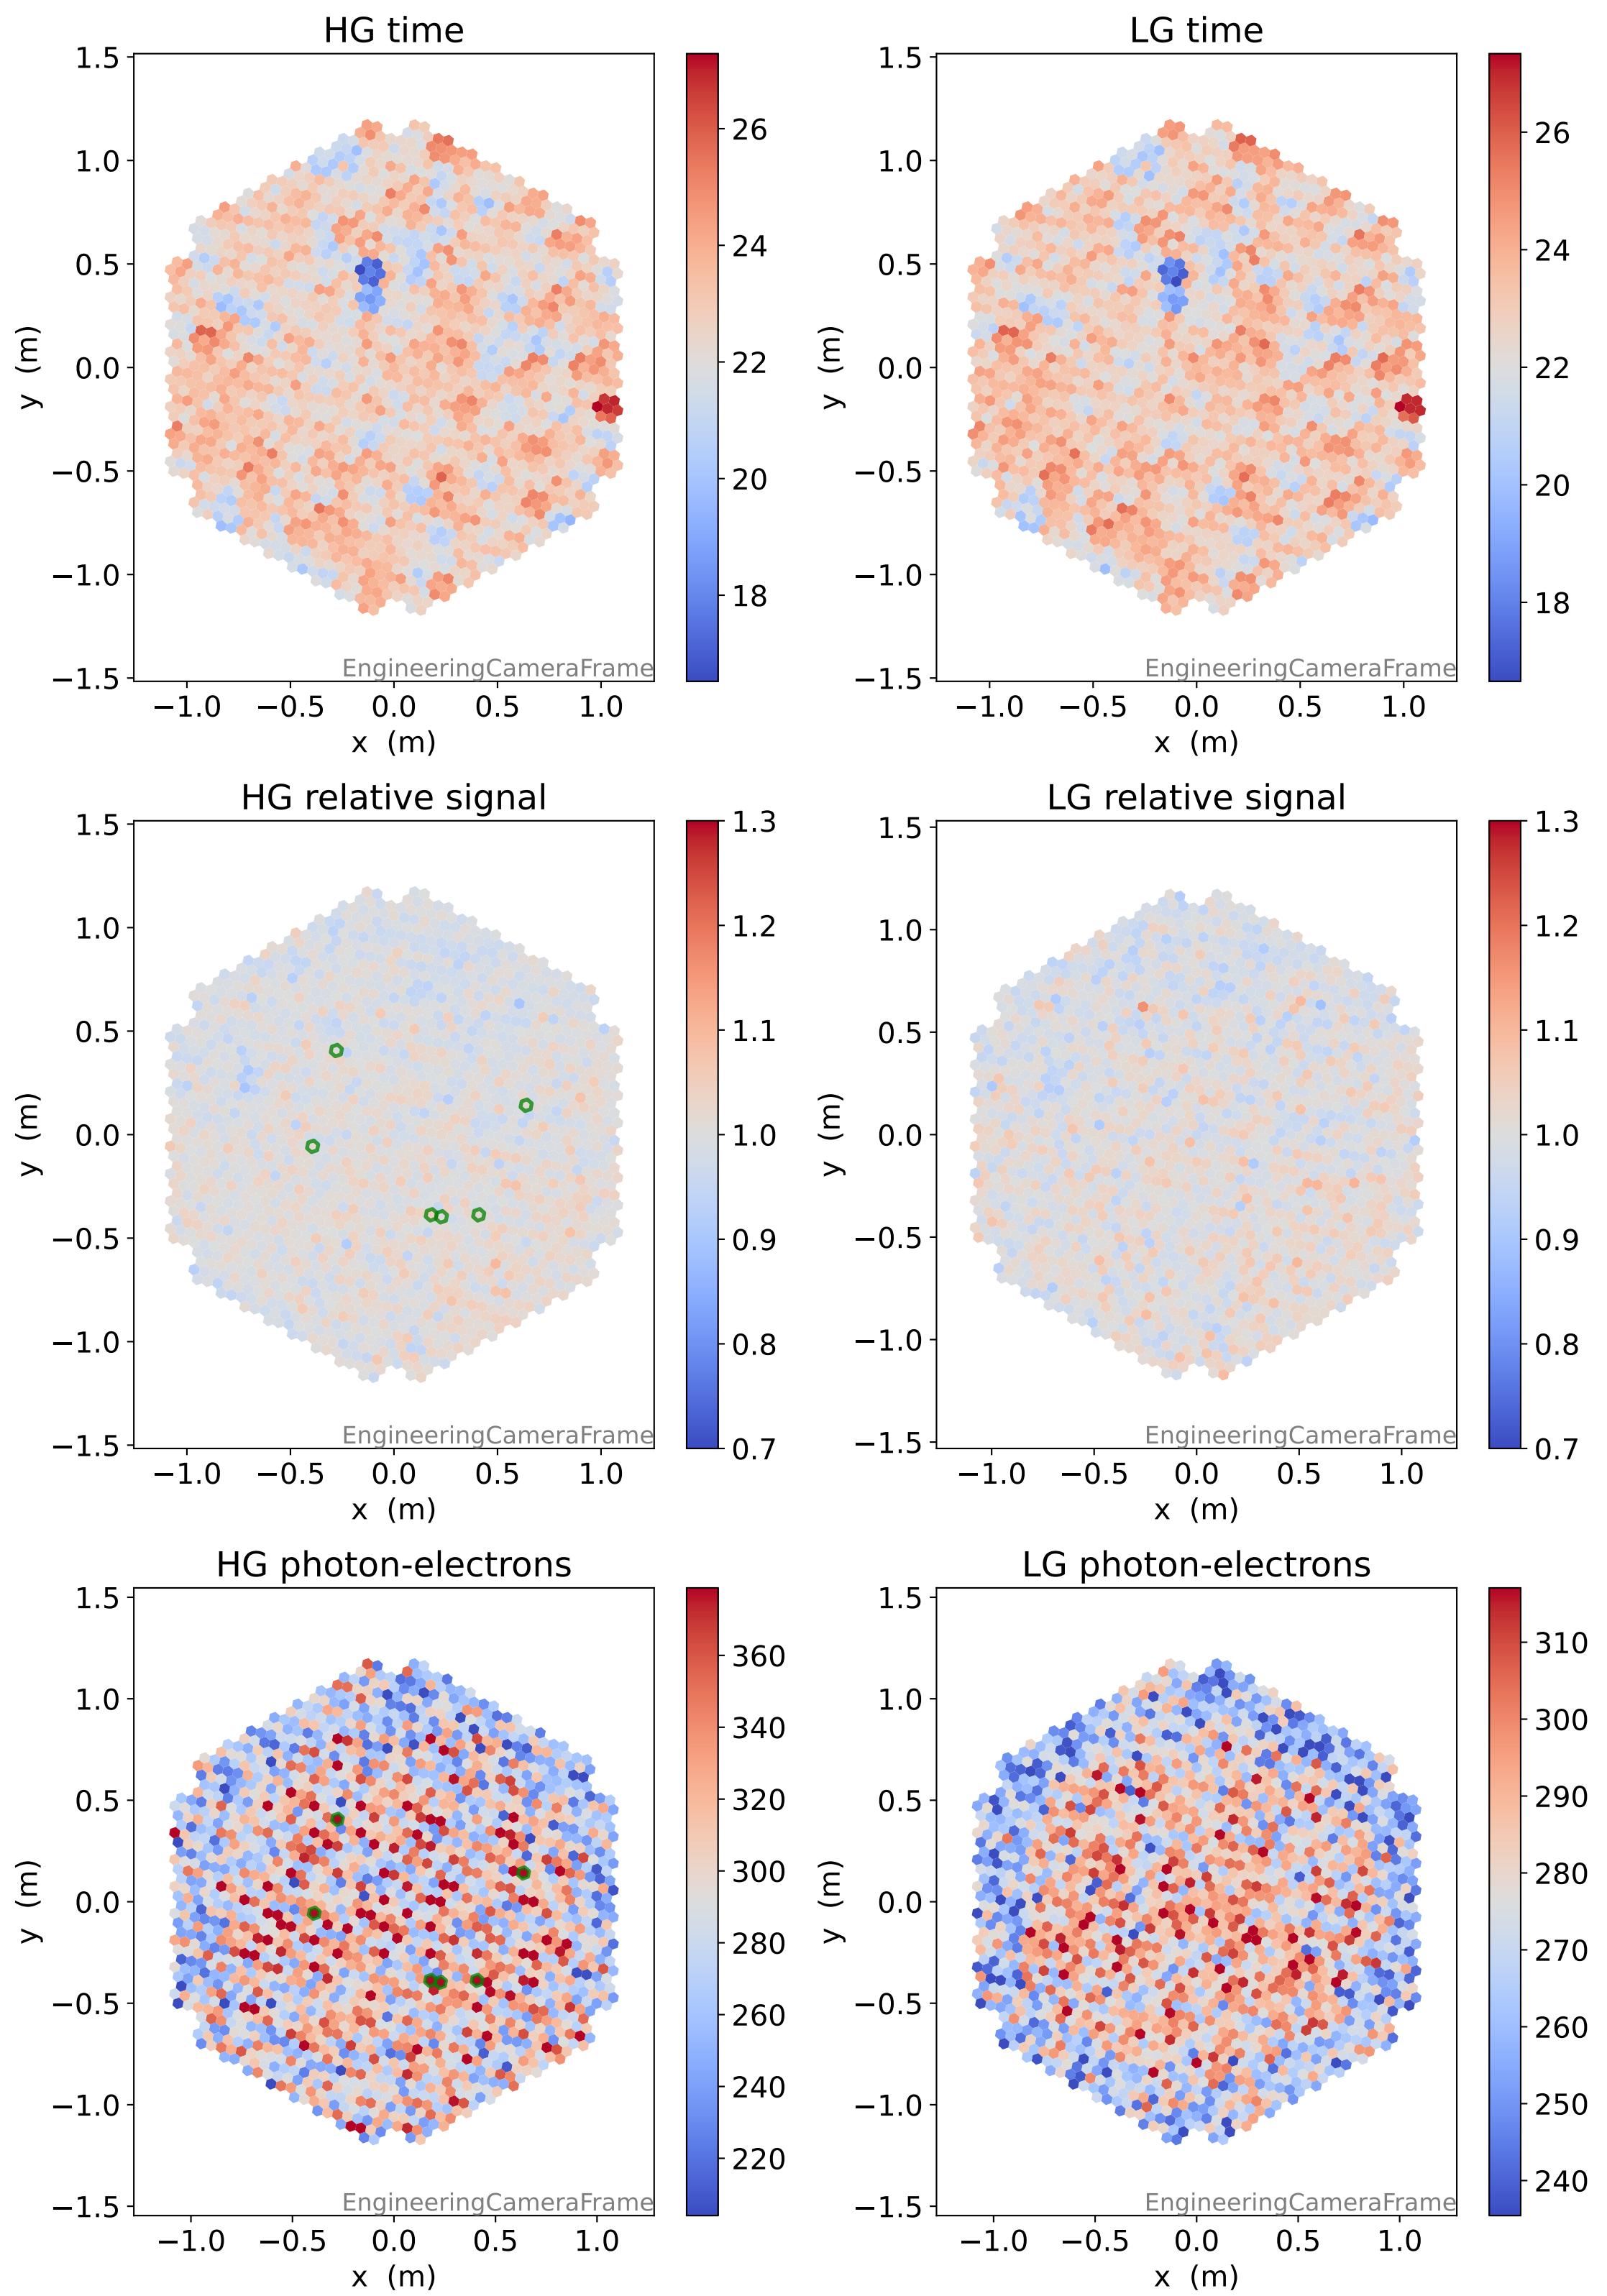 HG time
1.5
1.0
0.5
0.0
−0.5
−1.0
−1.5
y (m)
−1.0 −0.5 0.0 0.5 1.0
x (m)
EngineeringCameraFrame
26
24
22
20
18
LG time
1.5
1.0
0.5
0.0
−0.5
−1.0
−1.5
y (m)
−1.0 −0.5 0.0 0.5 1.0
x (m)
EngineeringCameraFrame
26
24
22
20
18
HG relative signal
1.5
1.0
0.5
0.0
−0.5
−1.0
−1.5
y (m)
−1.0 −0.5 0.0 0.5 1.0
x (m)
EngineeringCameraFrame
1.3
1.2
1.1
1.0
0.9
0.8
0.7
LG relative signal
1.5
1.0
0.5
0.0
−0.5
−1.0
−1.5
y (m)
−1.0 −0.5 0.0 0.5 1.0
x (m)
EngineeringCameraFrame
1.3
1.2
1.1
1.0
0.9
0.8
0.7
HG photon-electrons
1.5
1.0
0.5
0.0
−0.5
−1.0
−1.5
y (m)
−1.0 −0.5 0.0 0.5 1.0
x (m)
EngineeringCameraFrame
360
340
320
300
280
260
240
220
LG photon-electrons
1.5
1.0
0.5
0.0
−0.5
−1.0
−1.5
y (m)
−1.0 −0.5 0.0 0.5 1.0
x (m)
EngineeringCameraFrame
310
300
290
280
270
260
250
240